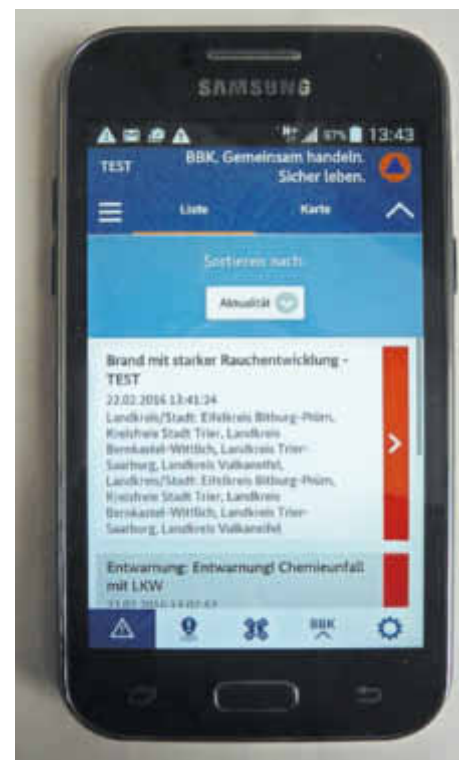 SAMSUNG
97% 13:43
TEST
BBK. Gemeinsam handeln.
Sicher leben.
Liste Karte
Sortieren nach:
Aktualität
Brand mit starker Rauchentwicklung -
TEST
22.02.2016 13:41:24
Landkreis/Stadt: Eifelkreis Bitburg-Prüm,
Kreisfreie Stadt Trier, Landkreis
Bernkastel-Wittlich, Landkreis Trier-
Saarburg, Landkreis Vulkaneifel,
Landkreis/Stadt: Eifelkreis Bitburg-Prüm,
Kreisfreie Stadt Trier, Landkreis
Bernkastel-Wittlich, Landkreis Trier-
Saarburg, Landkreis Vulkaneifel,
Entwarnung: Entwarnung! Chemieunfall
mit LKW
BBK